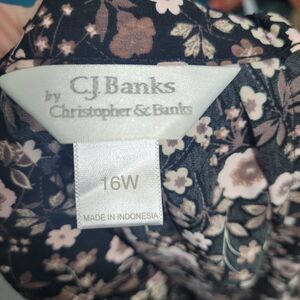 CJ Banks
by Christopher & Banks
16W
MADE IN INDONESIA